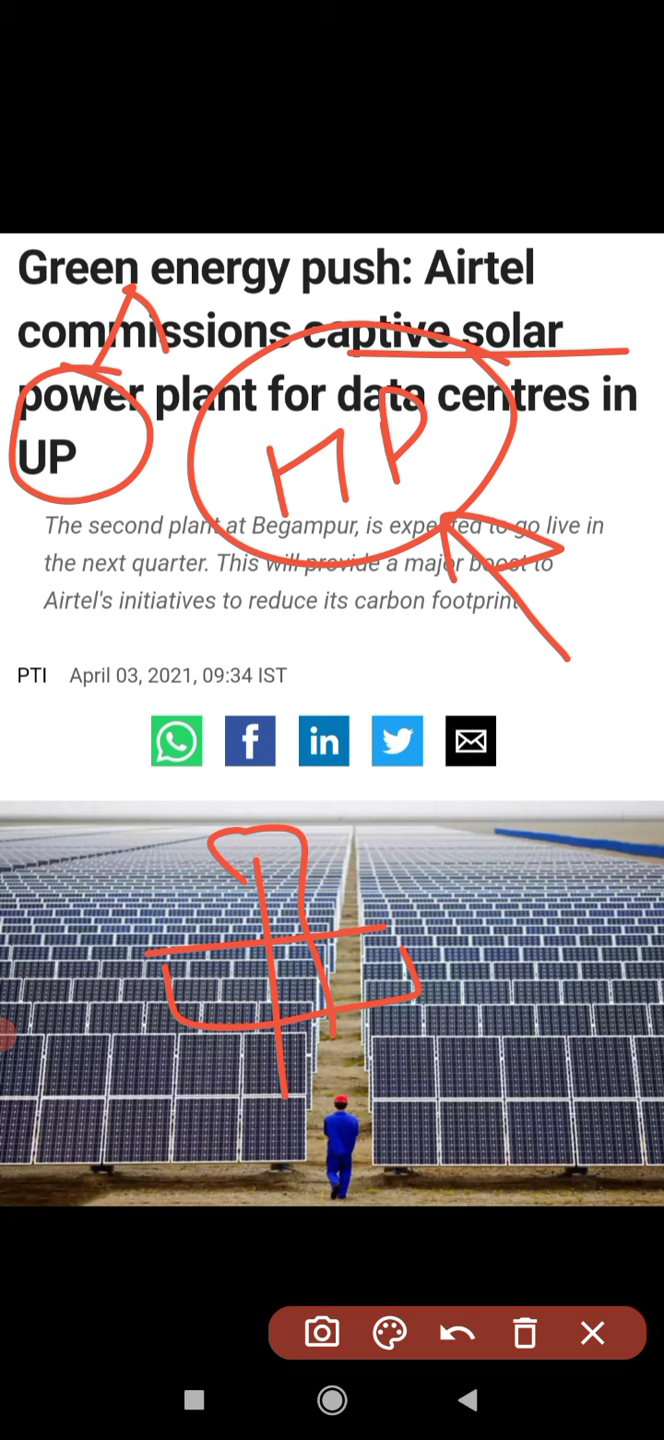 Green energy push: Airtel
commissions captive solar
power plant for data centres in
UP
HP
The second plant at Begampur, is expected to go live in
the next quarter. This will provide a major boost to
Airtel's initiatives to reduce its carbon footprint.
PTI April 03, 2021, 09:34 IST
f in